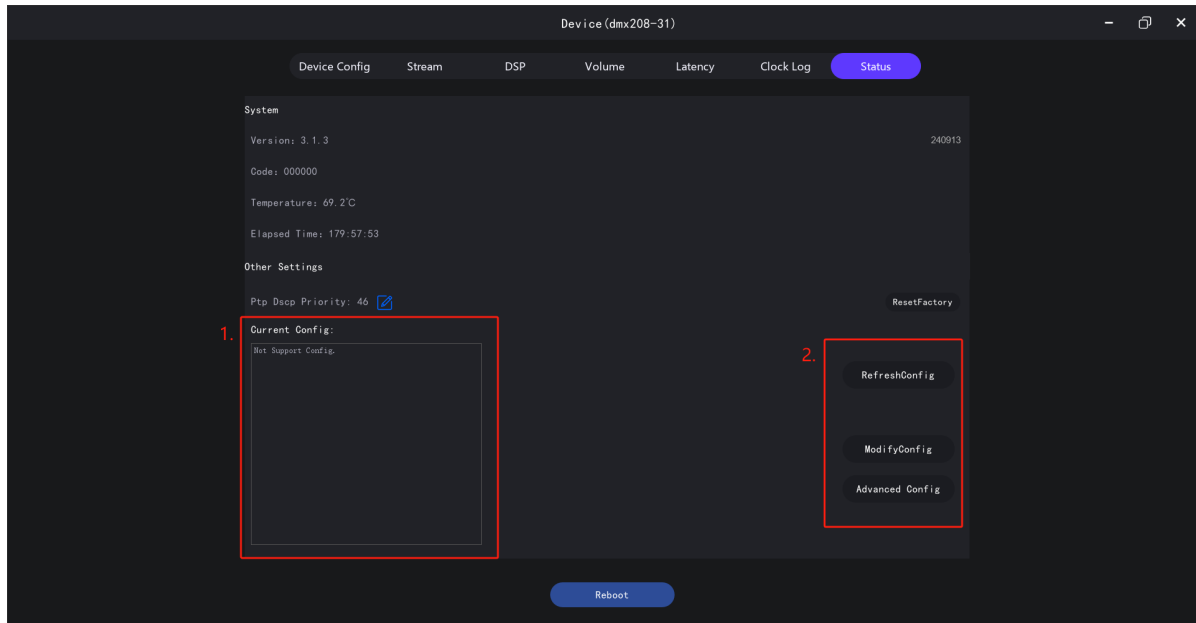 Device(dmx208-31)
Device Config Stream DSP Volume Latency Clock Log Status
System
Version: 3.1.3 240913
Code: 000000
Temperature: 69.2℃
Elapsed Time: 179:57:53
Other Settings
Ptp Dscp Priority: 46 ResetFactory
1. Current Config:
Not Support Config.
2.
RefreshConfig
ModifyConfig
Advanced Config
Reboot